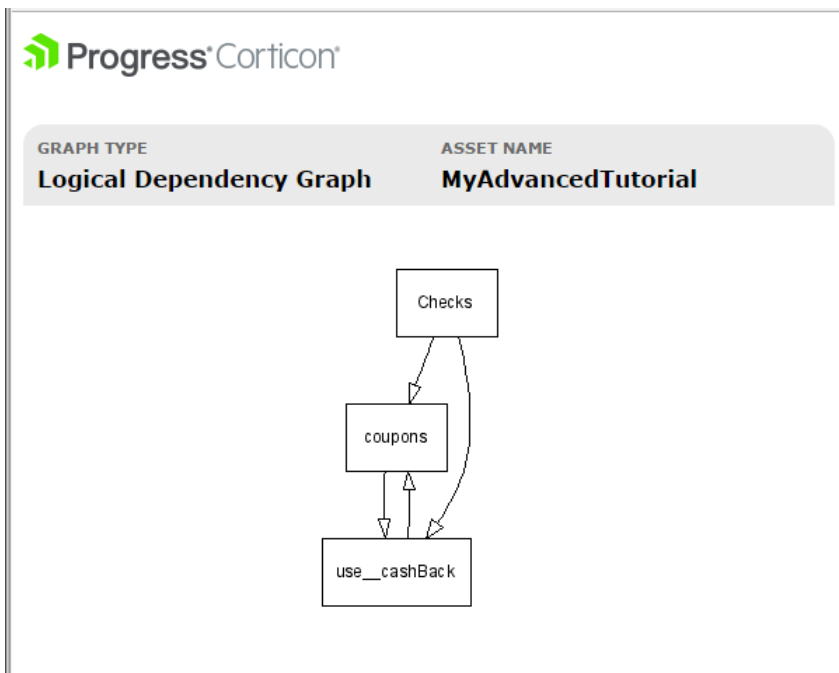 Progress® Corticon®
GRAPH TYPE
Logical Dependency Graph
ASSET NAME
MyAdvancedTutorial
Checks
coupons
use__cashBack